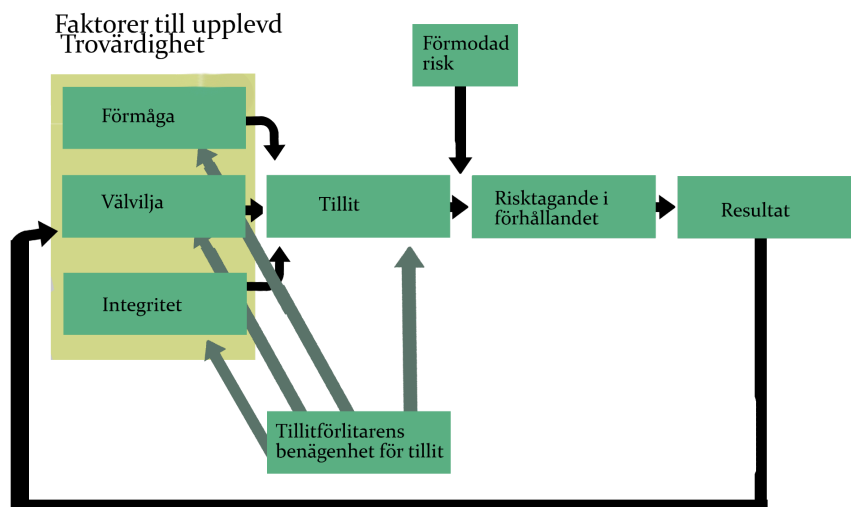 Faktorer till upplevd
Trovärdighet
Förmodad
risk
Förmåga
Välvilja
Tillit
Risktagande i
förhållandet
Resultat
Integritet
Tillitförlitarens
benägenhet för tillit